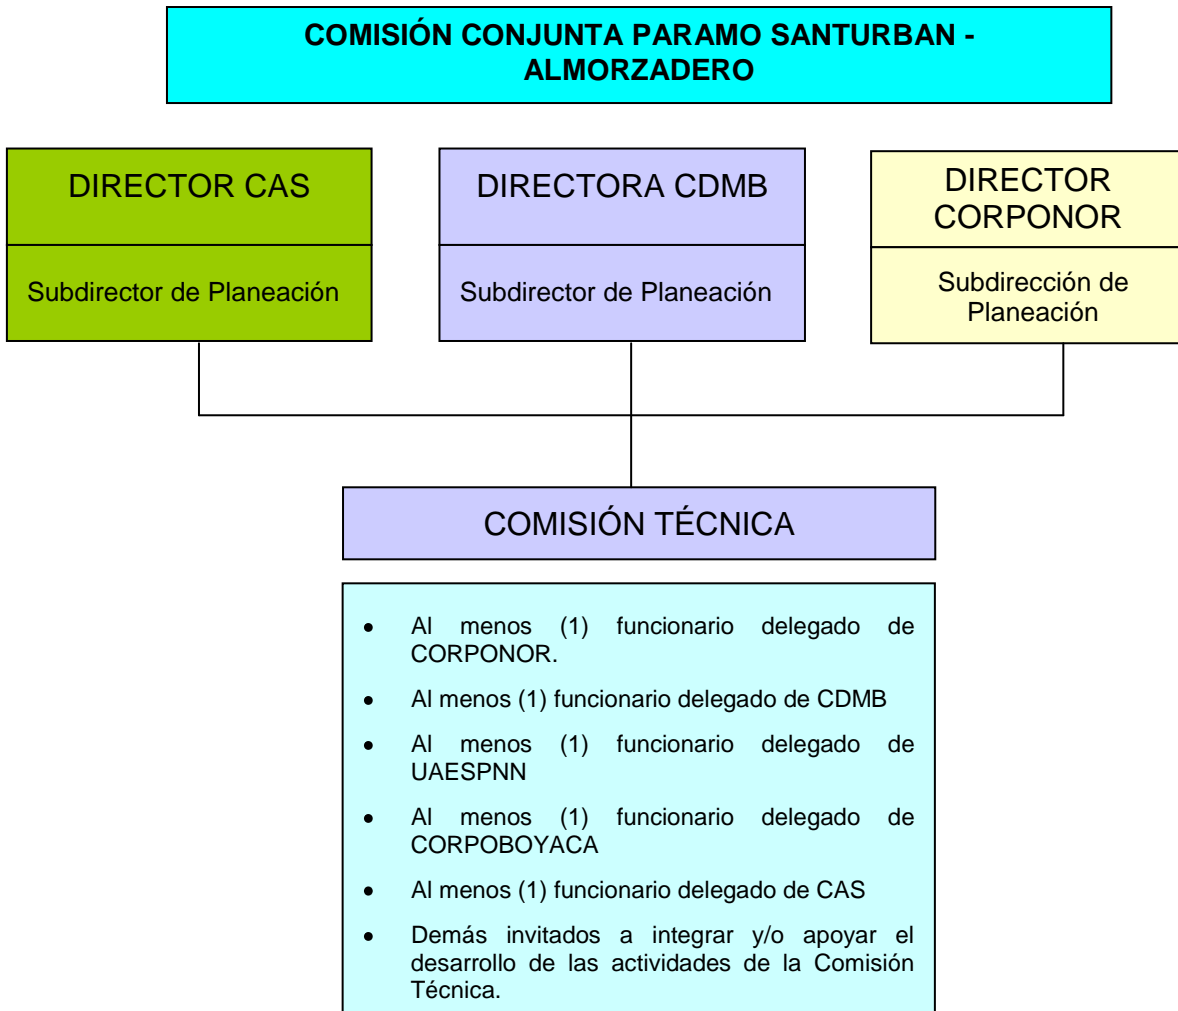 COMISIÓN CONJUNTA PARAMO SANTURBAN -
ALMORZADERO
DIRECTOR CAS
Subdirector de Planeación
DIRECTORA CDMB
Subdirector de Planeación
DIRECTOR
CORPONOR
Subdirección de
Planeación
COMISIÓN TÉCNICA
• Al menos (1) funcionario delegado de
CORPONOR.
• Al menos (1) funcionario delegado de CDMB
• Al menos (1) funcionario delegado de
UAESPNN
• Al menos (1) funcionario delegado de
CORPOBOYACA
• Al menos (1) funcionario delegado de CAS
• Demás invitados a integrar y/o apoyar el
desarrollo de las actividades de la Comisión
Técnica.